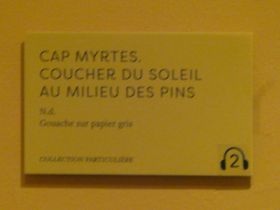 CAP MYRTES.
COUCHER DU SOLEIL
AU MILIEU DES PINS
N.d.
Gouache sur papier gris
COLLECTION PARTICULIÈRE
2